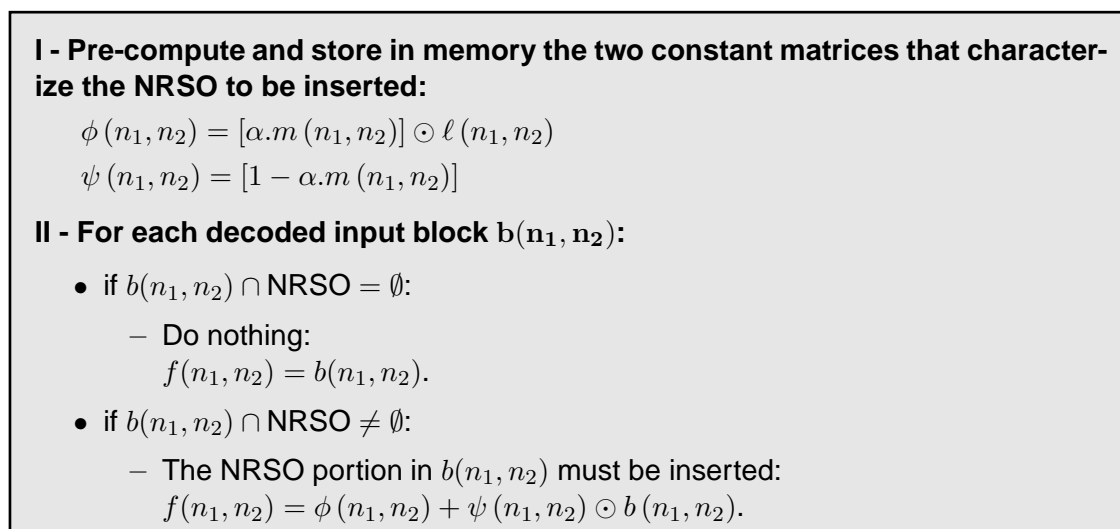 I - Pre-compute and store in memory the two constant matrices that character-
ize the NRSO to be inserted:
ϕ (n₁, n₂) = [α.m (n₁, n₂)] ⊙ ℓ (n₁, n₂)
ψ (n₁, n₂) = [1 − α.m (n₁, n₂)]
II - For each decoded input block b(n₁, n₂):
• if b(n₁, n₂) ∩ NRSO = ∅:
– Do nothing:
f(n₁, n₂) = b(n₁, n₂).
• if b(n₁, n₂) ∩ NRSO ≠ ∅:
– The NRSO portion in b(n₁, n₂) must be inserted:
f(n₁, n₂) = ϕ (n₁, n₂) + ψ (n₁, n₂) ⊙ b (n₁, n₂).